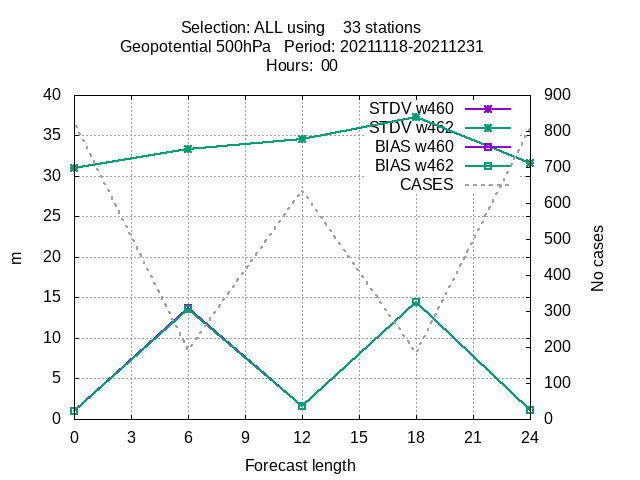 Selection: ALL using    33 stations
Geopotential 500hPa   Period: 20211118-20211231
Hours:  00
40
35
30
25
20
15
10
5
0
m
STDV w460
STDV w462
BIAS w460
BIAS w462
CASES
900
800
700
600
500
400
300
200
100
0
No cases
0 3 6 9 12 15 18 21 24
Forecast length